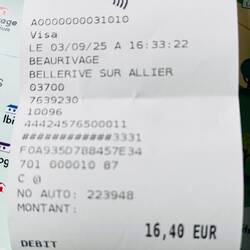 A0000000031010
Visa
LE 03/09/25 A 16:33:22
BEAURIVAGE
BELLERIVE SUR ALLIER
03700
7639230
10096
44424576500011
############3331
F0A935D788457E34
701 000010 87
C @
NO AUTO: 223948
MONTANT:
16,40 EUR
DEBIT